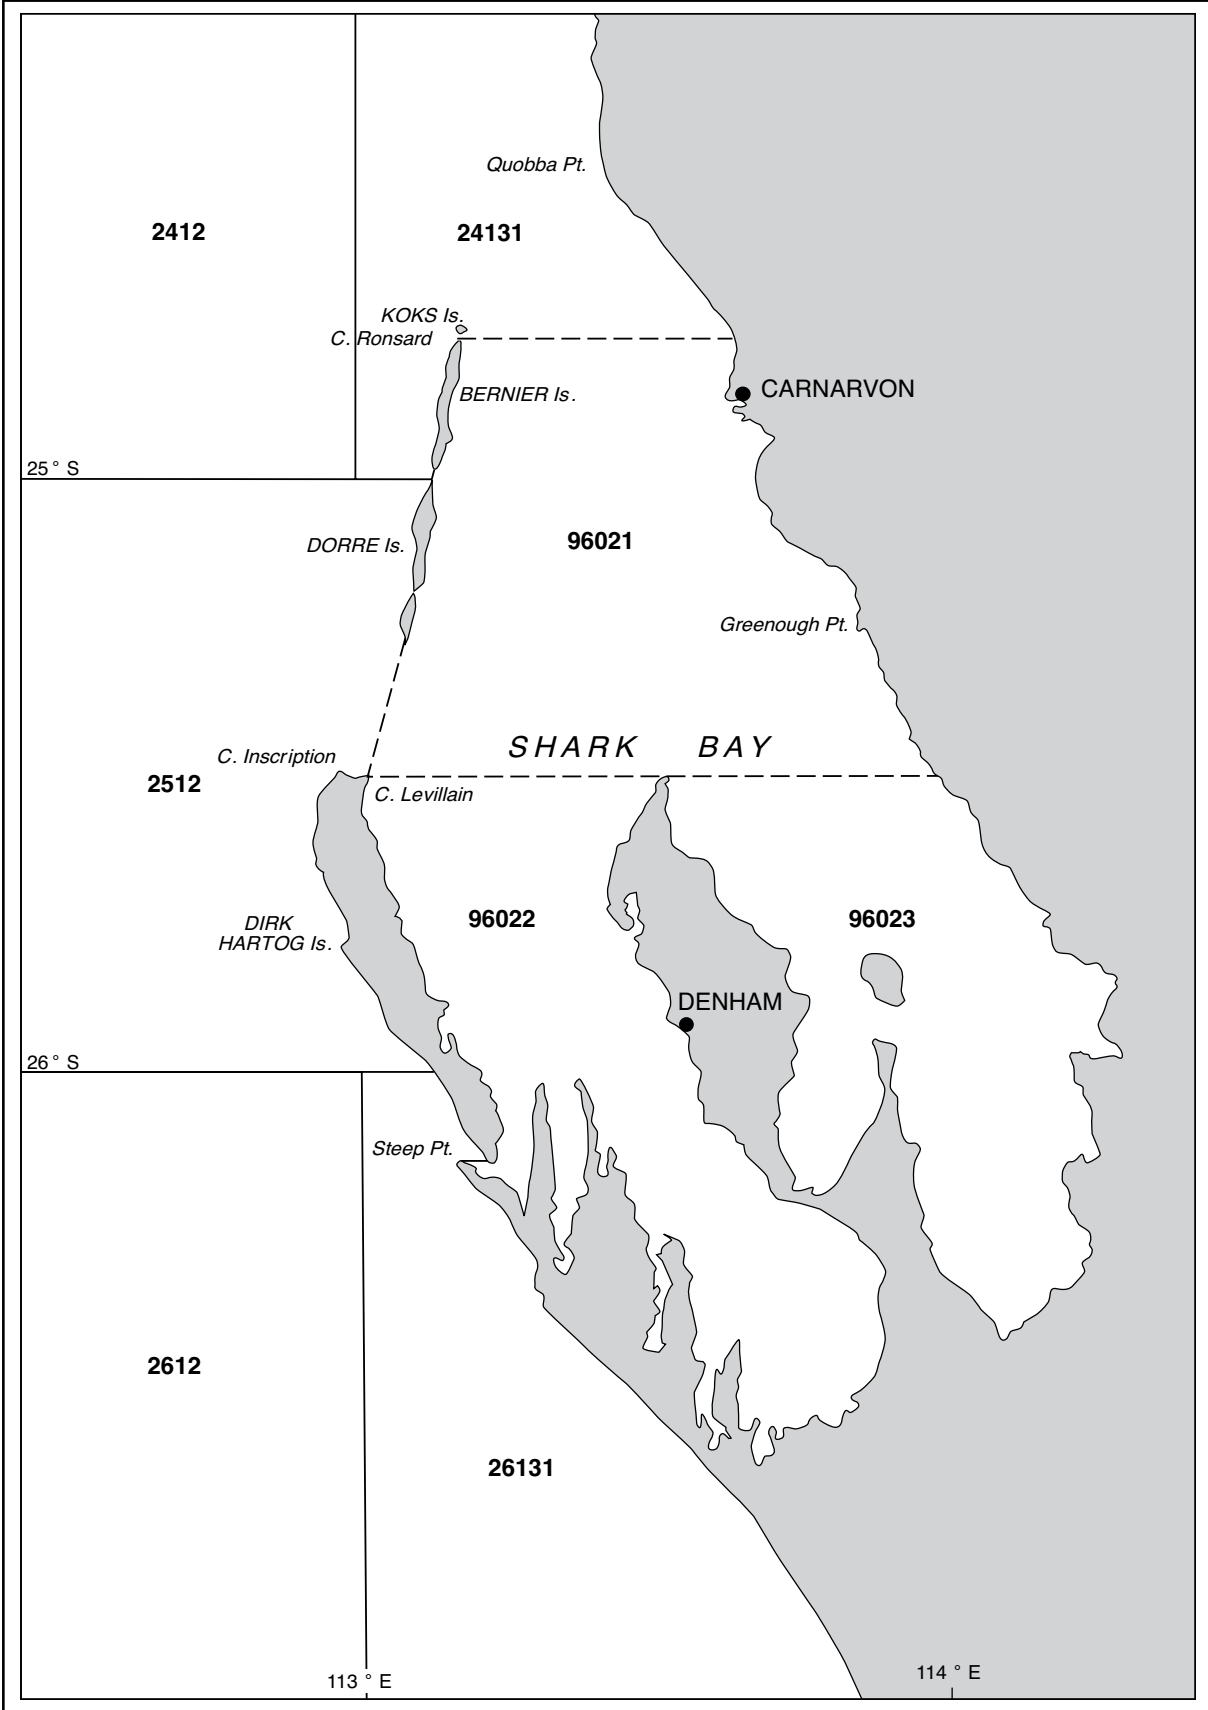 Quobba Pt.
2412
24131
KOKS Is.
C. Ronsard
BERNIER Is.
CARNARVON
25° S
96021
DORRE Is.
Greenough Pt.
SHARK BAY
C. Inscription
2512
C. Levillain
96022
96023
DIRK
HARTOG Is.
DENHAM
26° S
Steep Pt.
2612
26131
113 ° E
114 ° E